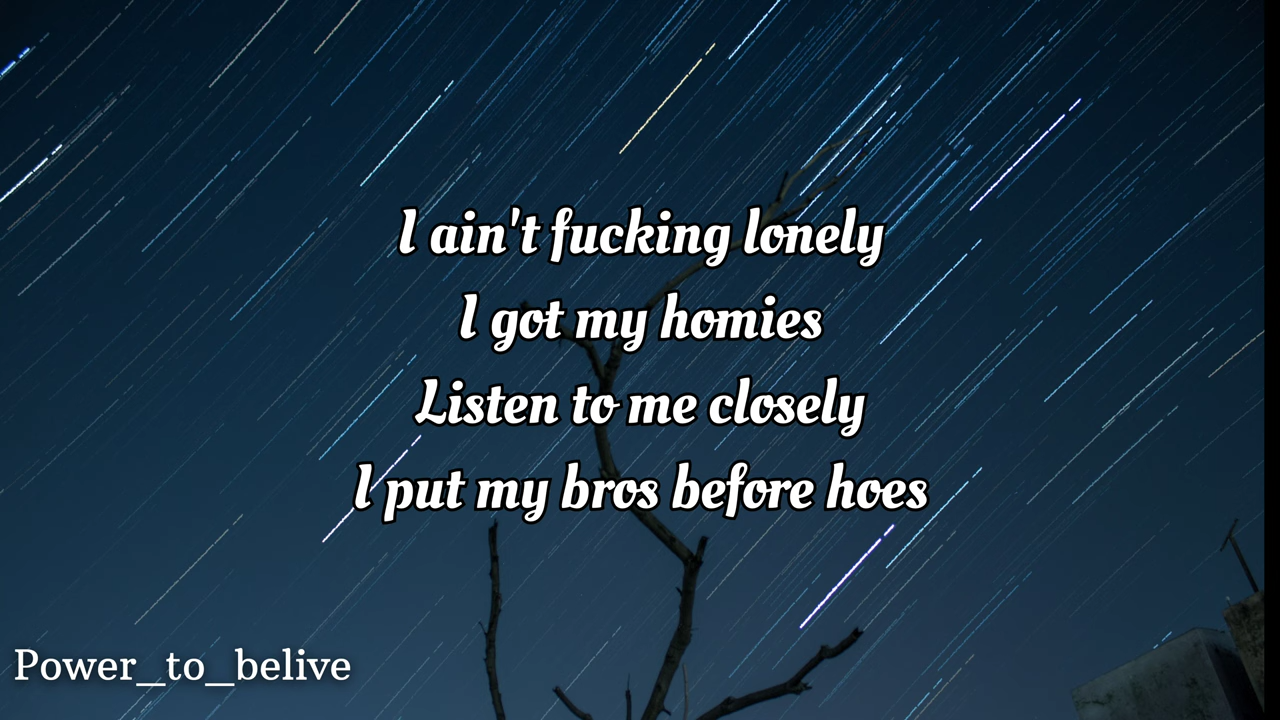 I ain't fucking lonely
I got my homies
Listen to me closely
I put my bros before hoes
Power_to_belive